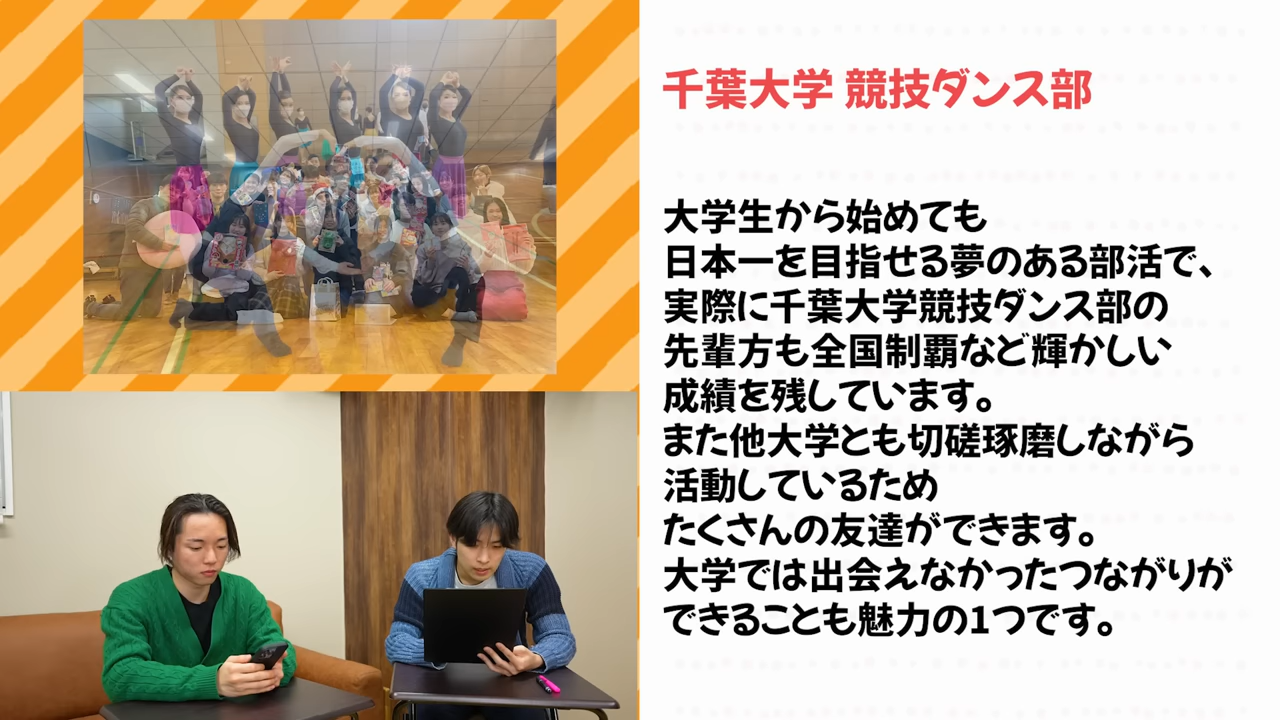 千葉大学 競技ダンス部
大学生から始めても
日本一を目指せる夢のある部活で、
実際に千葉大学競技ダンス部の
先輩方も全国制覇など輝かしい
成績を残しています。
また他大学とも切磋琢磨しながら
活動しているため
たくさんの友達ができます。
大学では出会えなかったつながりが
できることも魅力の1つです。